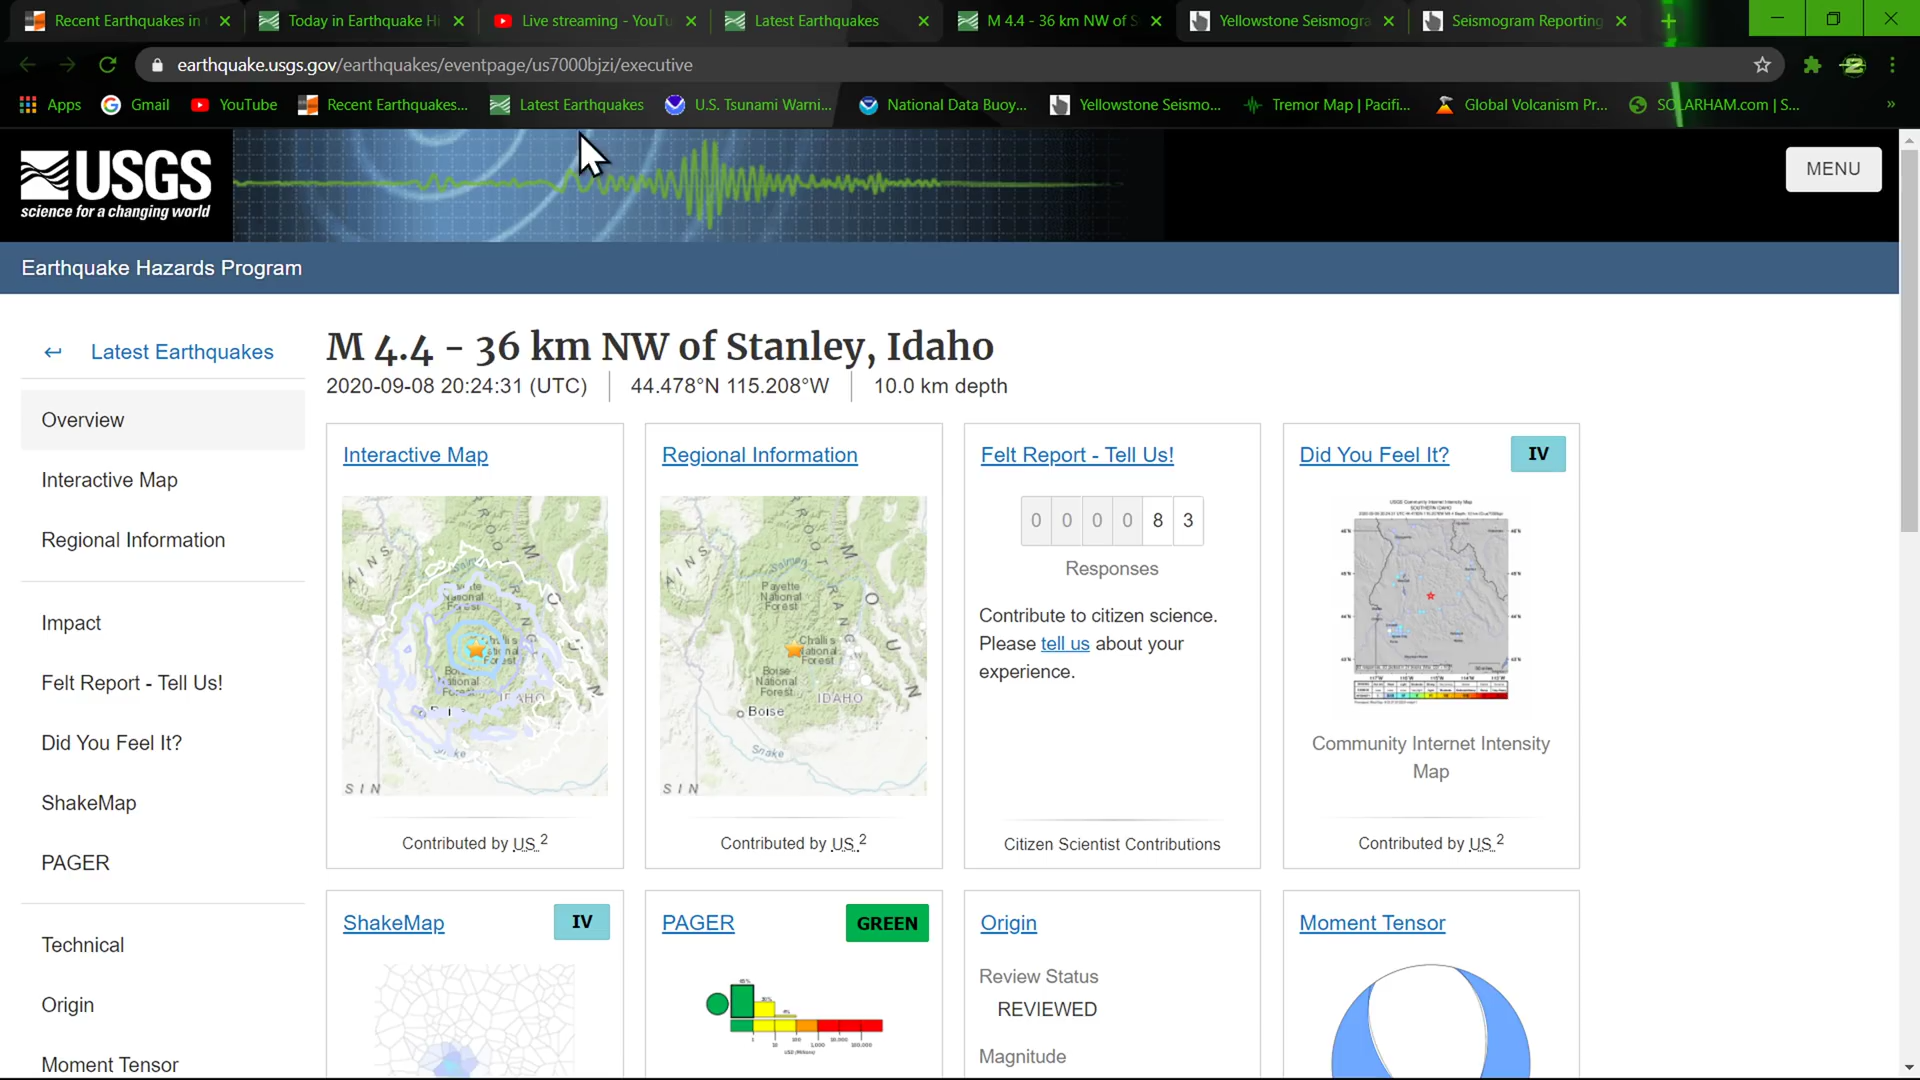 Recent Earthquakes in
Today in Earthquake Hi
Live streaming - YouTu
Latest Earthquakes
M 4.4 - 36 km NW of S
Yellowstone Seismogra
Seismogram Reporting
earthquake.usgs.gov/earthquakes/eventpage/us7000bjzi/executive
Apps
Gmail
YouTube
Recent Earthquakes...
Latest Earthquakes
U.S. Tsunami Warni...
National Data Buoy...
Yellowstone Seismo...
Tremor Map | Pacifi...
Global Volcanism Pr...
SOLARHAM.com | S...
USGS
science for a changing world
MENU
Earthquake Hazards Program
Latest Earthquakes
Overview
Interactive Map
Regional Information
Impact
Felt Report - Tell Us!
Did You Feel It?
ShakeMap
PAGER
Technical
Origin
Moment Tensor
M 4.4 - 36 km NW of Stanley, Idaho
2020-09-08 20:24:31 (UTC)
44.478°N 115.208°W
10.0 km depth
Interactive Map
Contributed by US 2
Regional Information
Payette
National
Forest
Challis
National
Forest
Boise
National
Forest
IDAHO
Boise
Snake
SIN
Contributed by US 2
Felt Report - Tell Us!
0 0 0 0 8 3
Responses
Contribute to citizen science.
Please tell us about your
experience.
Citizen Scientist Contributions
Did You Feel It?
IV
Community Internet Intensity
Map
Contributed by US 2
ShakeMap
IV
PAGER
GREEN
Origin
Review Status
REVIEWED
Magnitude
Moment Tensor